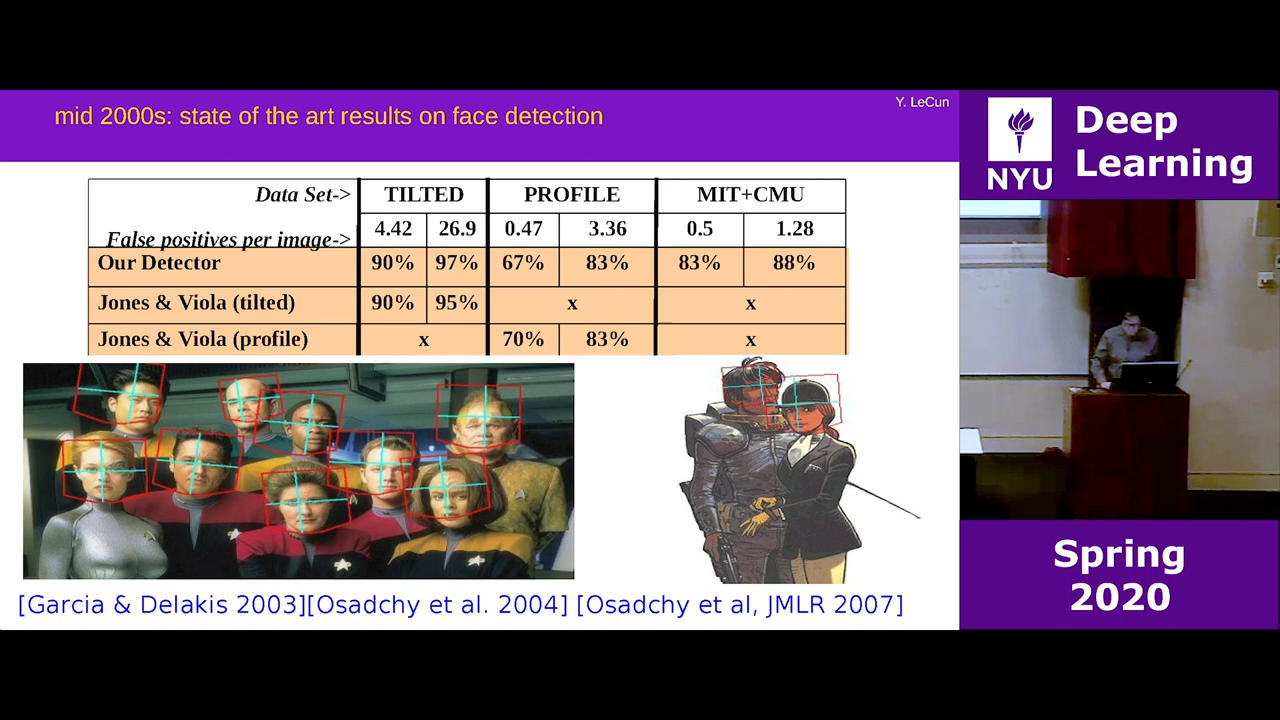 mid 2000s: state of the art results on face detection
Y. LeCun
Data Set-> TILTED PROFILE MIT+CMU
False positives per image-> 4.42 26.9 0.47 3.36 0.5 1.28
Our Detector 90% 97% 67% 83% 83% 88%
Jones & Viola (tilted) 90% 95% x x
Jones & Viola (profile) x 70% 83% x
[Garcia & Delakis 2003][Osadchy et al. 2004] [Osadchy et al, JMLR 2007]
NYU
Deep
Learning
Spring
2020